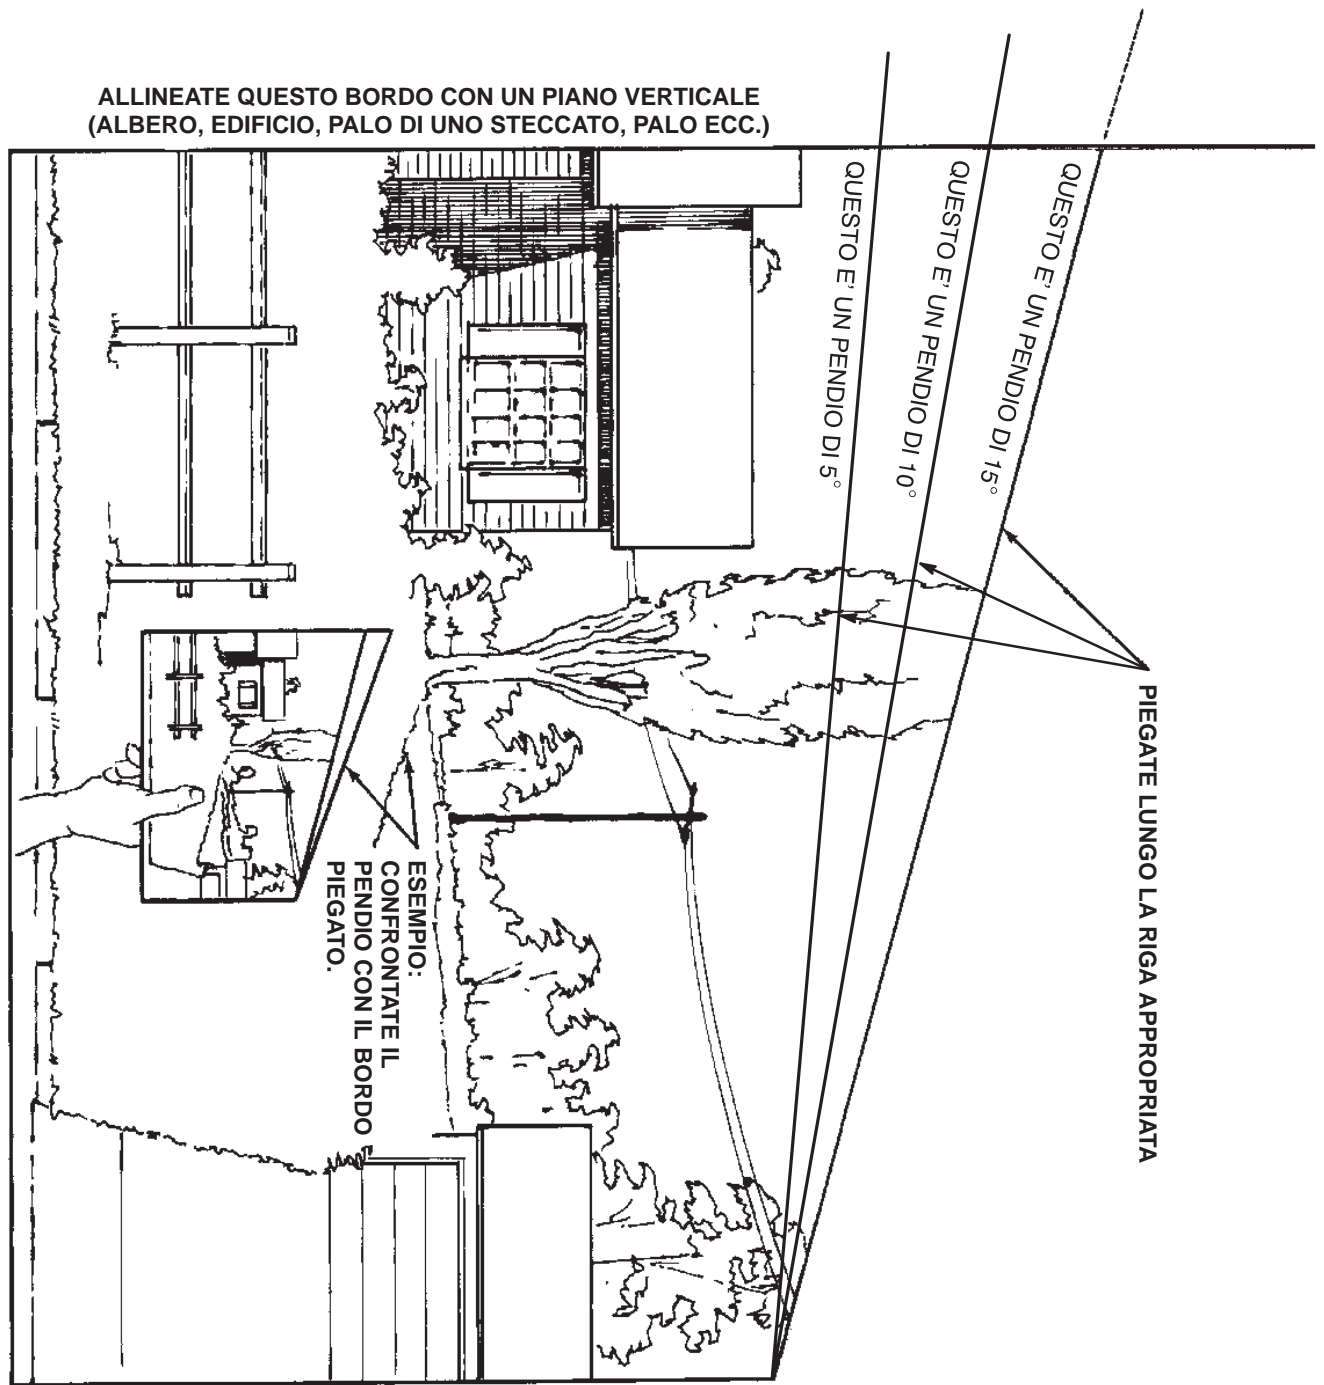 ALLINEATE QUESTO BORDO CON UN PIANO VERTICALE
(ALBERO, EDIFICIO, PALO DI UNO STECCATO, PALO ECC.)
QUESTO E' UN PENDIO DI 15°
QUESTO E' UN PENDIO DI 10°
QUESTO E' UN PENDIO DI 5°
PIEGATE LUNGO LA RIGA APPROPRIATA
ESEMPIO:
CONFRONTATE IL
PENDIO CON IL BORDO
PIEGATO.